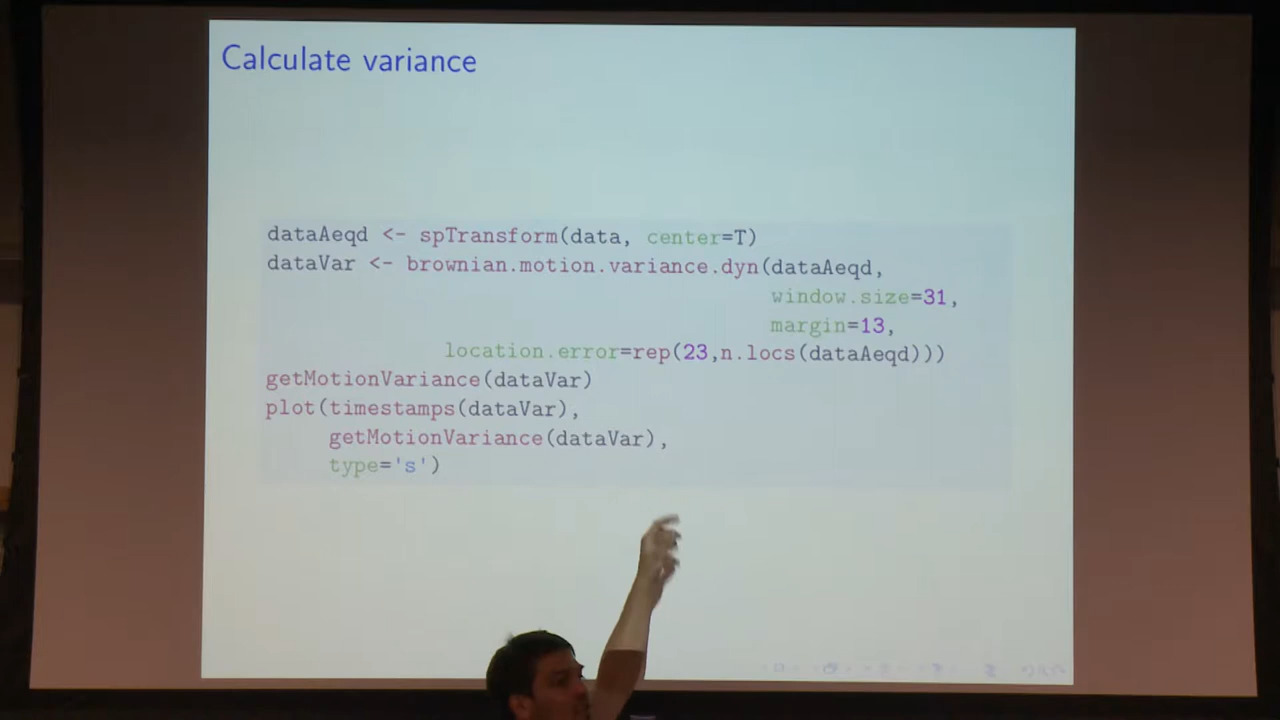 Calculate variance
dataAeqd <- spTransform(data, center=T)
dataVar <- brownian.motion.variance.dyn(dataAeqd,
window.size=31,
margin=13,
location.error=rep(23,n.locs(dataAeqd)))
getMotionVariance(dataVar)
plot(timestamps(dataVar),
getMotionVariance(dataVar),
type='s')